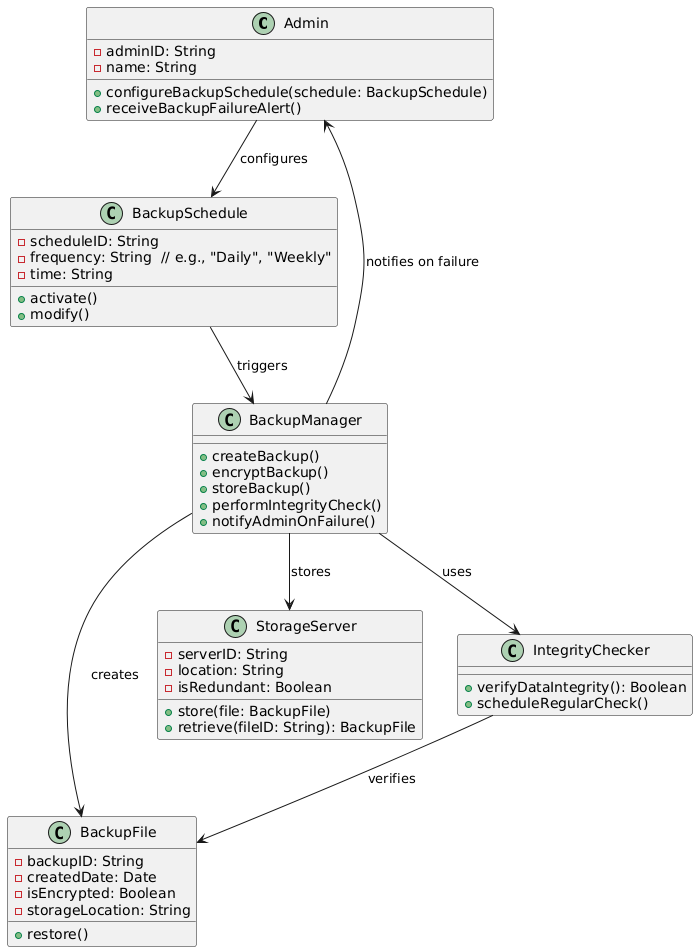 C Admin
adminID: String
name: String
configureBackupSchedule(schedule: BackupSchedule)
receiveBackupFailureAlert()
configures
C BackupSchedule
scheduleID: String
frequency: String  // e.g., "Daily", "Weekly"
time: String
activate()
modify()
notifies on failure
triggers
C BackupManager
createBackup()
encryptBackup()
storeBackup()
performIntegrityCheck()
notifyAdminOnFailure()
stores
uses
C StorageServer
serverID: String
location: String
isRedundant: Boolean
store(file: BackupFile)
retrieve(fileID: String): BackupFile
C IntegrityChecker
verifyDataIntegrity(): Boolean
scheduleRegularCheck()
creates
verifies
C BackupFile
backupID: String
createdDate: Date
isEncrypted: Boolean
storageLocation: String
restore()